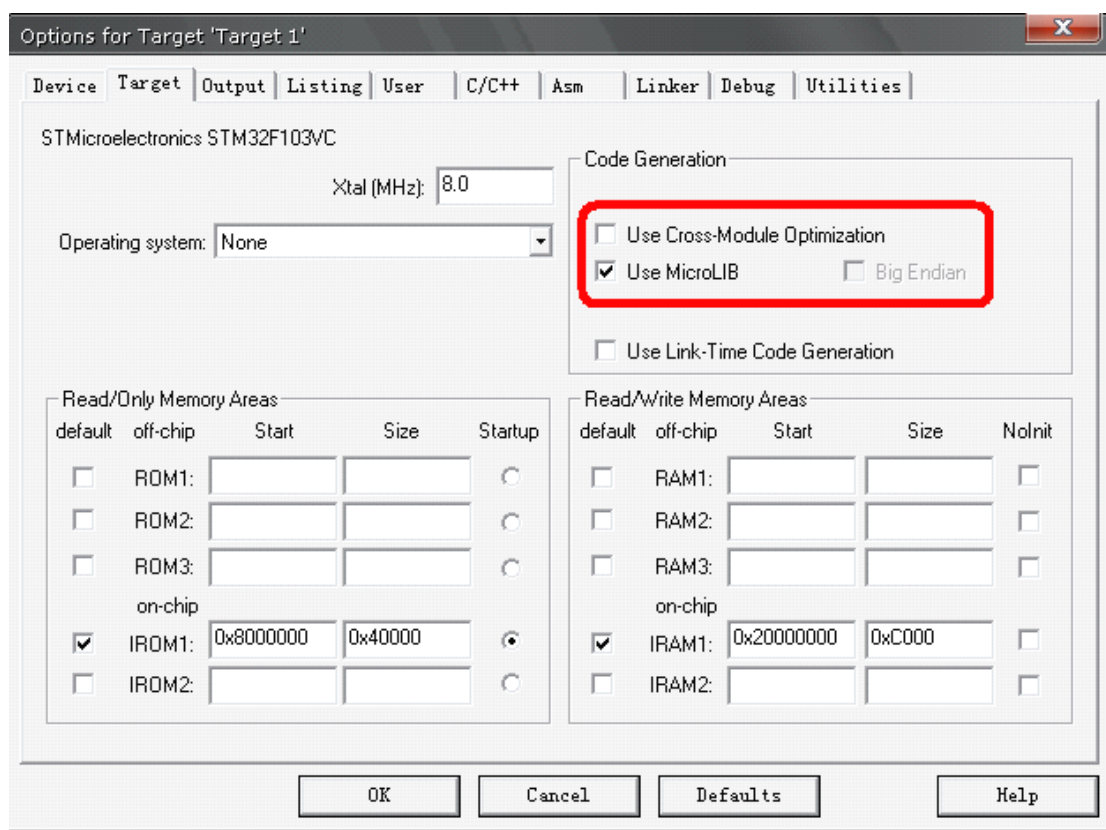 Options for Target 'Target 1'
Device Target Output Listing User C/C++ Asm Linker Debug Utilities
STMicroelectronics STM32F103VC
Xtal (MHz): 8.0
Operating system: None
Code Generation
Use Cross-Module Optimization
Use MicroLIB Big Endian
Use Link-Time Code Generation
Read/Only Memory Areas
default off-chip Start Size Startup
ROM1:
ROM2:
ROM3:
on-chip
IROM1: 0x8000000 0x40000
IROM2:
Read/Write Memory Areas
default off-chip Start Size NoInit
RAM1:
RAM2:
RAM3:
on-chip
IRAM1: 0x20000000 0xC000
IRAM2:
OK Cancel Defaults Help